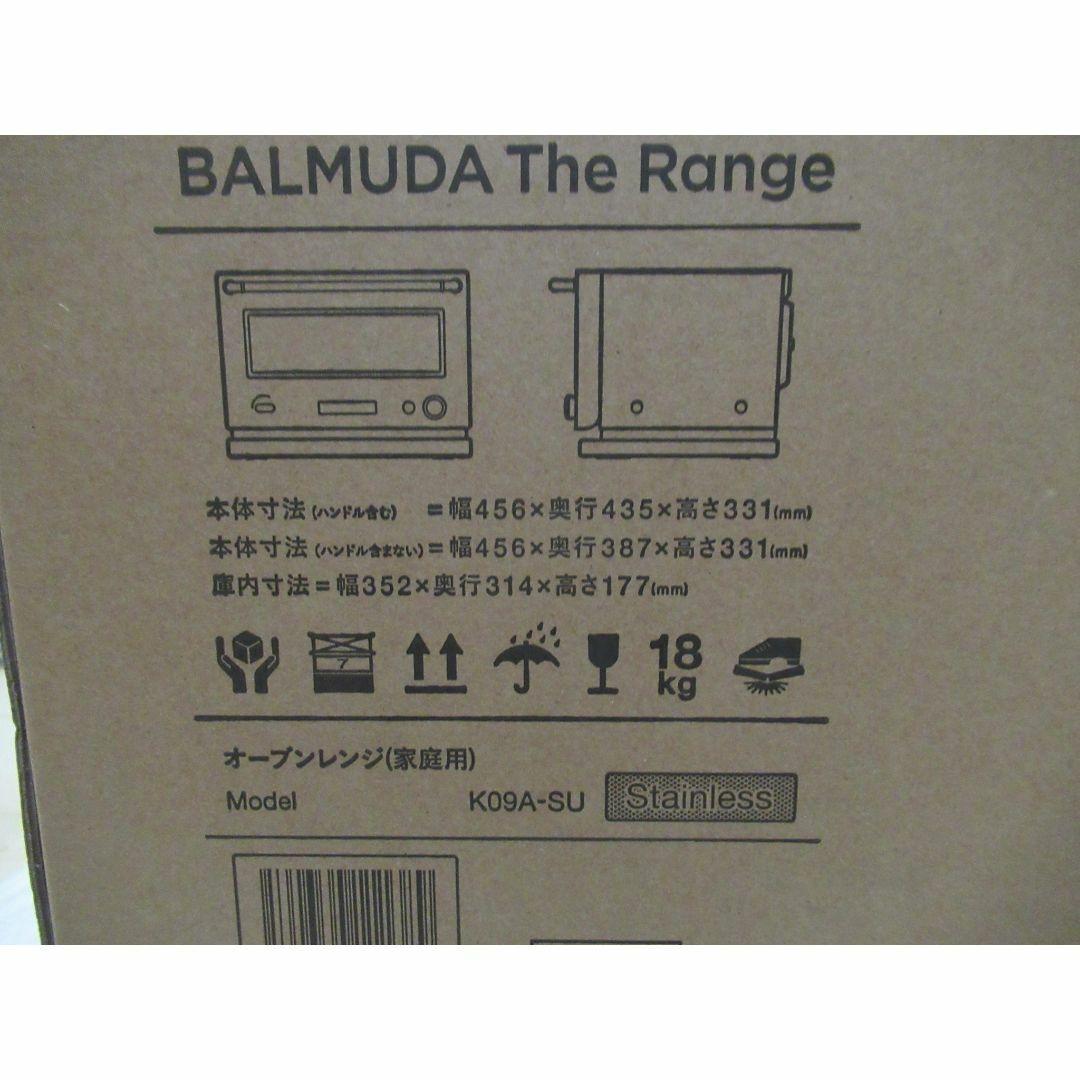 BALMUDA The Range
本体寸法(ハンドル含む) =幅456×奥行435×高さ331(mm)
本体寸法(ハンドル含まない)=幅456×奥行387×高さ331(mm)
庫内寸法=幅352×奥行314×高さ177(mm)
7
18
kg
オーブンレンジ(家庭用)
Model K09A-SU Stainless